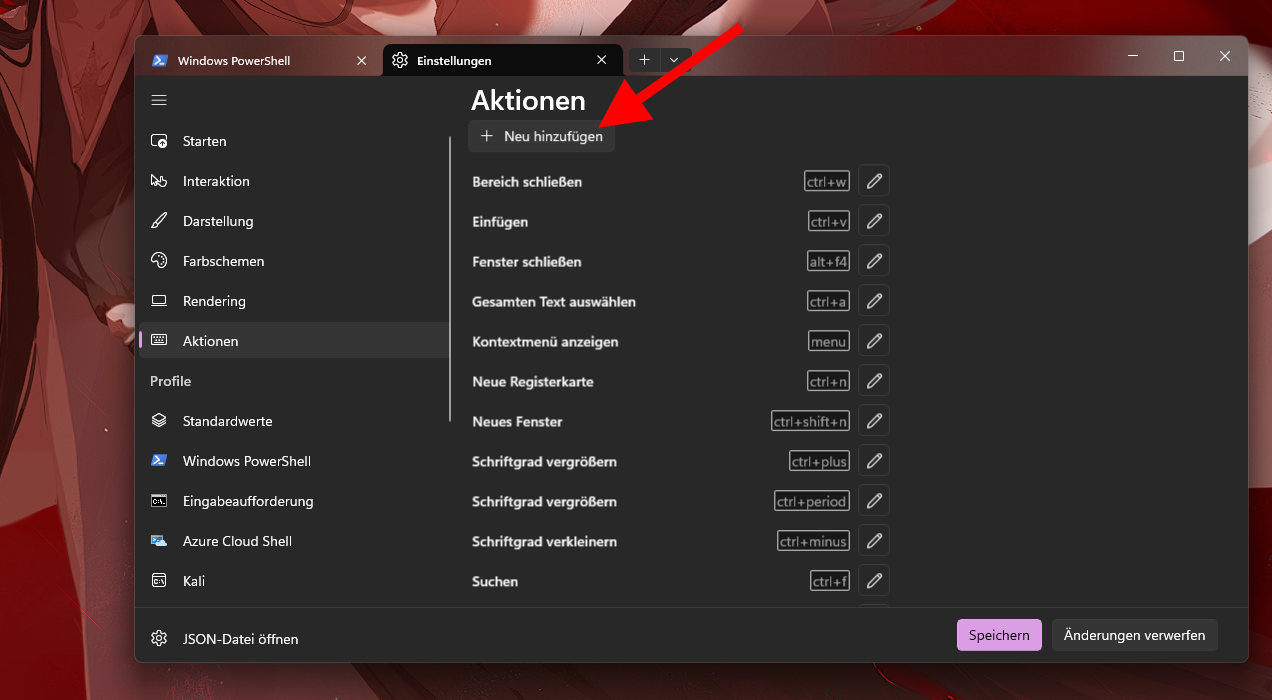 Windows PowerShell
Einstellungen
Aktionen
Neu hinzufügen
Starten
Interaktion
Darstellung
Farbschemen
Rendering
Aktionen
Profile
Standardwerte
Windows PowerShell
Eingabeaufforderung
Azure Cloud Shell
Kali
JSON-Datei öffnen
Bereich schließen ctrl+w
Einfügen ctrl+v
Fenster schließen alt+f4
Gesamten Text auswählen ctrl+a
Kontextmenü anzeigen menu
Neue Registerkarte ctrl+n
Neues Fenster ctrl+shift+n
Schriftgrad vergrößern ctrl+plus
Schriftgrad vergrößern ctrl+period
Schriftgrad verkleinern ctrl+minus
Suchen ctrl+f
Speichern
Änderungen verwerfen